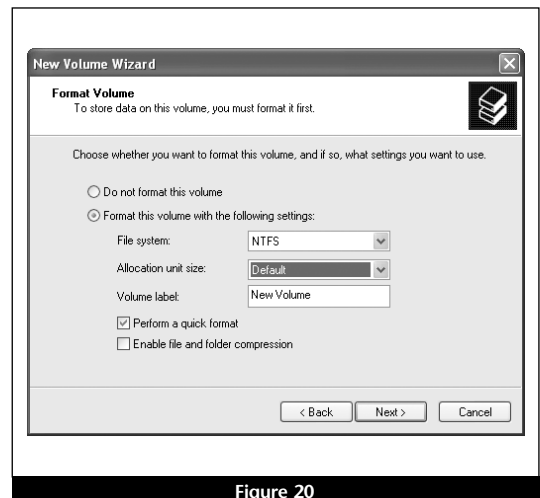 New Volume Wizard
Format Volume
To store data on this volume, you must format it first.
Choose whether you want to format this volume, and if so, what settings you want to use.
Do not format this volume
Format this volume with the following settings:
File system: NTFS
Allocation unit size: Default
Volume label: New Volume
Perform a quick format
Enable file and folder compression
< Back Next > Cancel
Figure 20